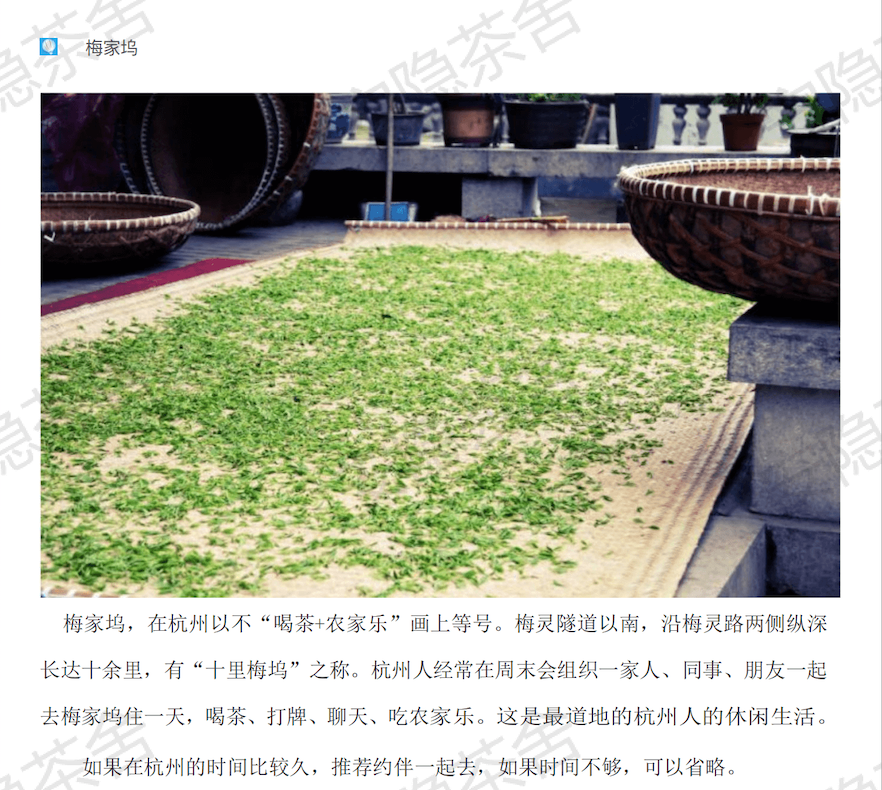 梅家坞
梅家坞，在杭州以不“喝茶+农家乐”画上等号。梅灵隧道以南，沿梅灵路两侧纵深
长达十余里，有“十里梅坞”之称。杭州人经常在周末会组织一家人、同事、朋友一起
去梅家坞住一天，喝茶、打牌、聊天、吃农家乐。这是最道地的杭州人的休闲生活。
如果在杭州的时间比较久，推荐约伴一起去，如果时间不够，可以省略。